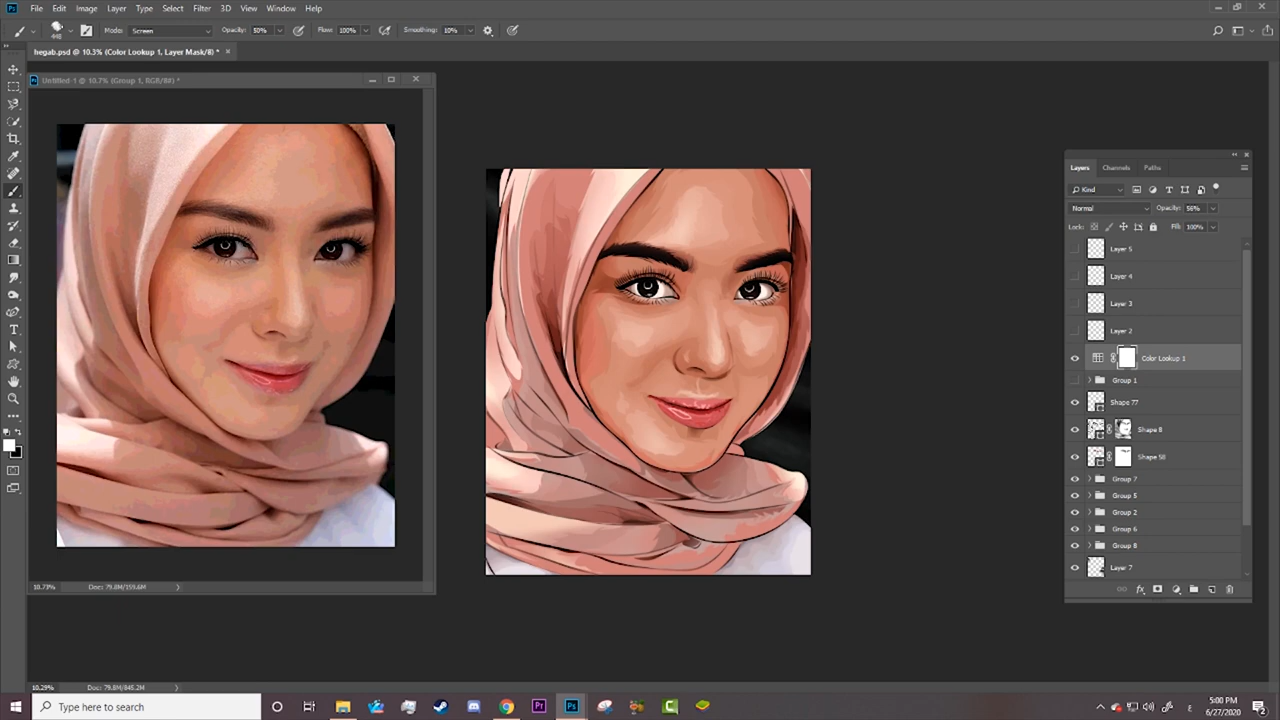 File Edit Image Layer Type Select Filter 3D View Window Help
448 Mode: Screen Opacity: 50% Flow: 100% Smoothing: 10%
hegab.psd @ 10.3% (Color Lookup 1, Layer Mask/8) *
Untitled-1 @ 10.7% (Group 1, RGB/8#) *
Layers Channels Paths
Kind
Normal Opacity: 56%
Lock: Fill: 100%
Layer 5
Layer 4
Layer 3
Layer 2
Color Lookup 1
Group 1
Shape 77
Shape 8
Shape 58
Group 7
Group 5
Group 2
Group 6
Group 8
Layer 7
10.73% Doc: 79.8M/159.6M
10.29% Doc: 79.8M/845.2M
Type here to search
5:00 PM
6/27/2020